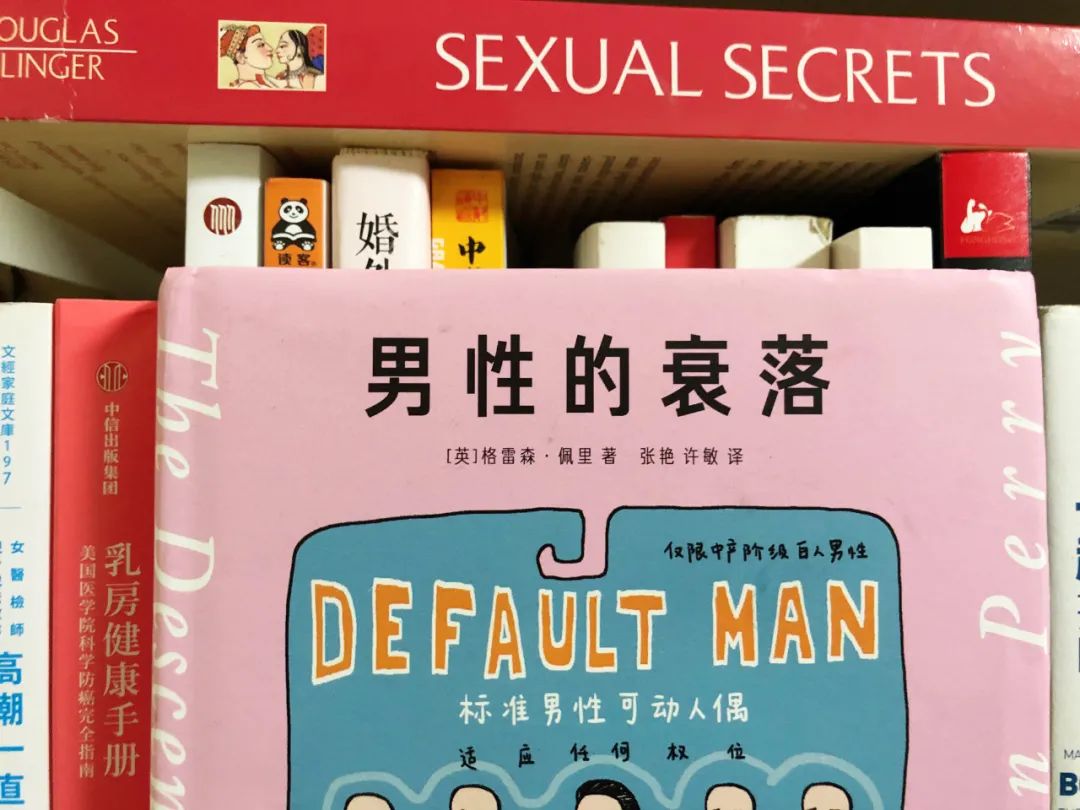 OUGLAS
LINGER
SEXUAL SECRETS
读客
婚
中
男性的衰落
[英]格雷森·佩里 著 张艳 许敏 译
The Descen
n Perry
仅限中产阶级白人男性
DEFAULT MAN
标准男性可动人偶
适应任何权位
文經家庭文庫197
女醫檢師
高潮一直
中信出版集团
乳房健康手册
美国医学院科学防癌完全指南